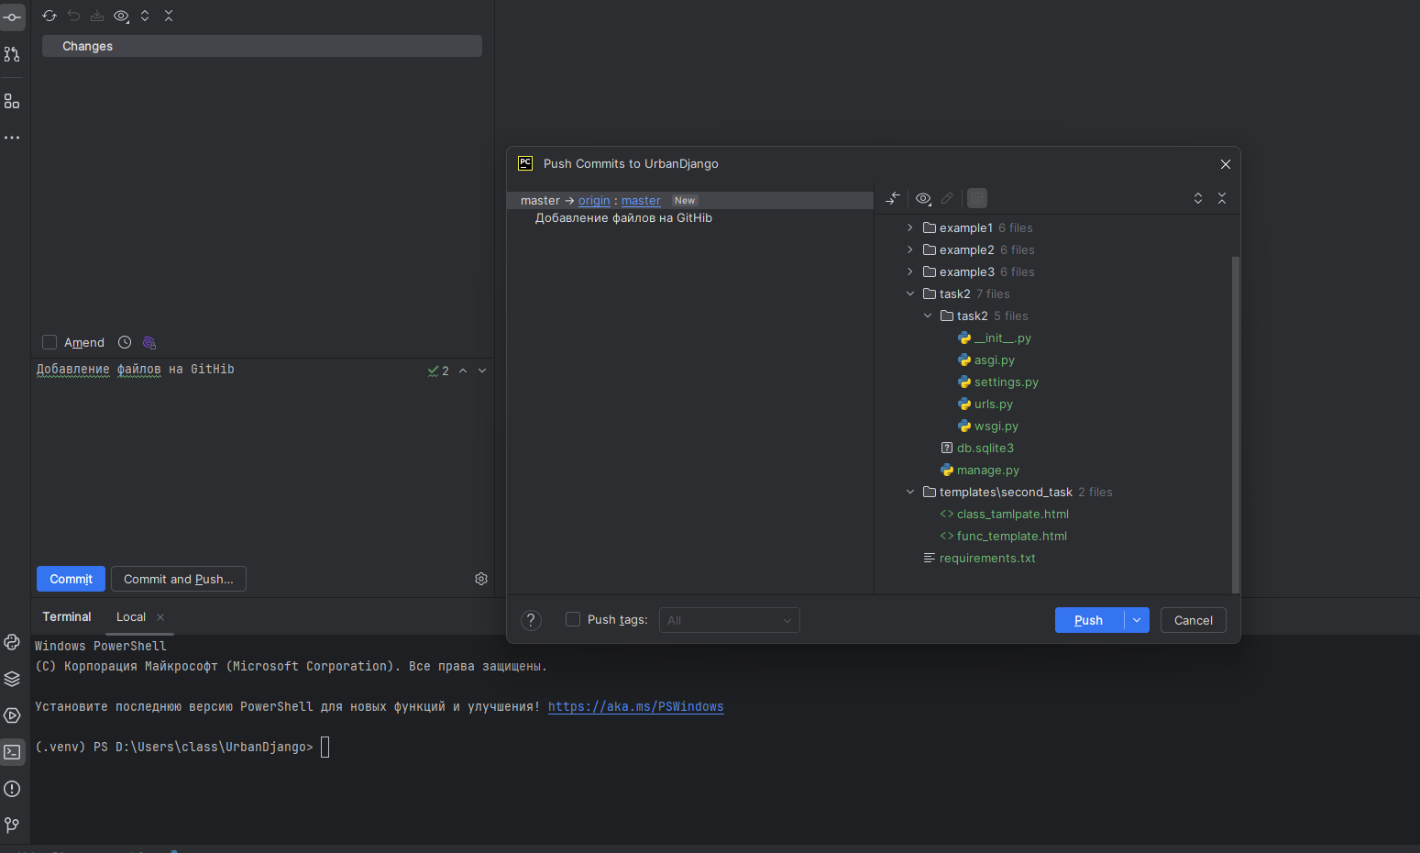 Changes
Amend
Добавление файлов на GitHib
2
Commit
Commit and Push...
PC
Push Commits to UrbanDjango
master → origin : master New
Добавление файлов на GitHib
example1 6 files
example2 6 files
example3 6 files
task2 7 files
task2 5 files
__init__.py
asgi.py
settings.py
urls.py
wsgi.py
db.sqlite3
manage.py
templates\second_task 2 files
class_tamlpate.html
func_template.html
requirements.txt
? Push tags: All
Push
Cancel
Terminal
Local
Windows PowerShell
(C) Корпорация Майкрософт (Microsoft Corporation). Все права защищены.
Установите последнюю версию PowerShell для новых функций и улучшения! https://aka.ms/PSWindows
(.venv) PS D:\Users\class\UrbanDjango>